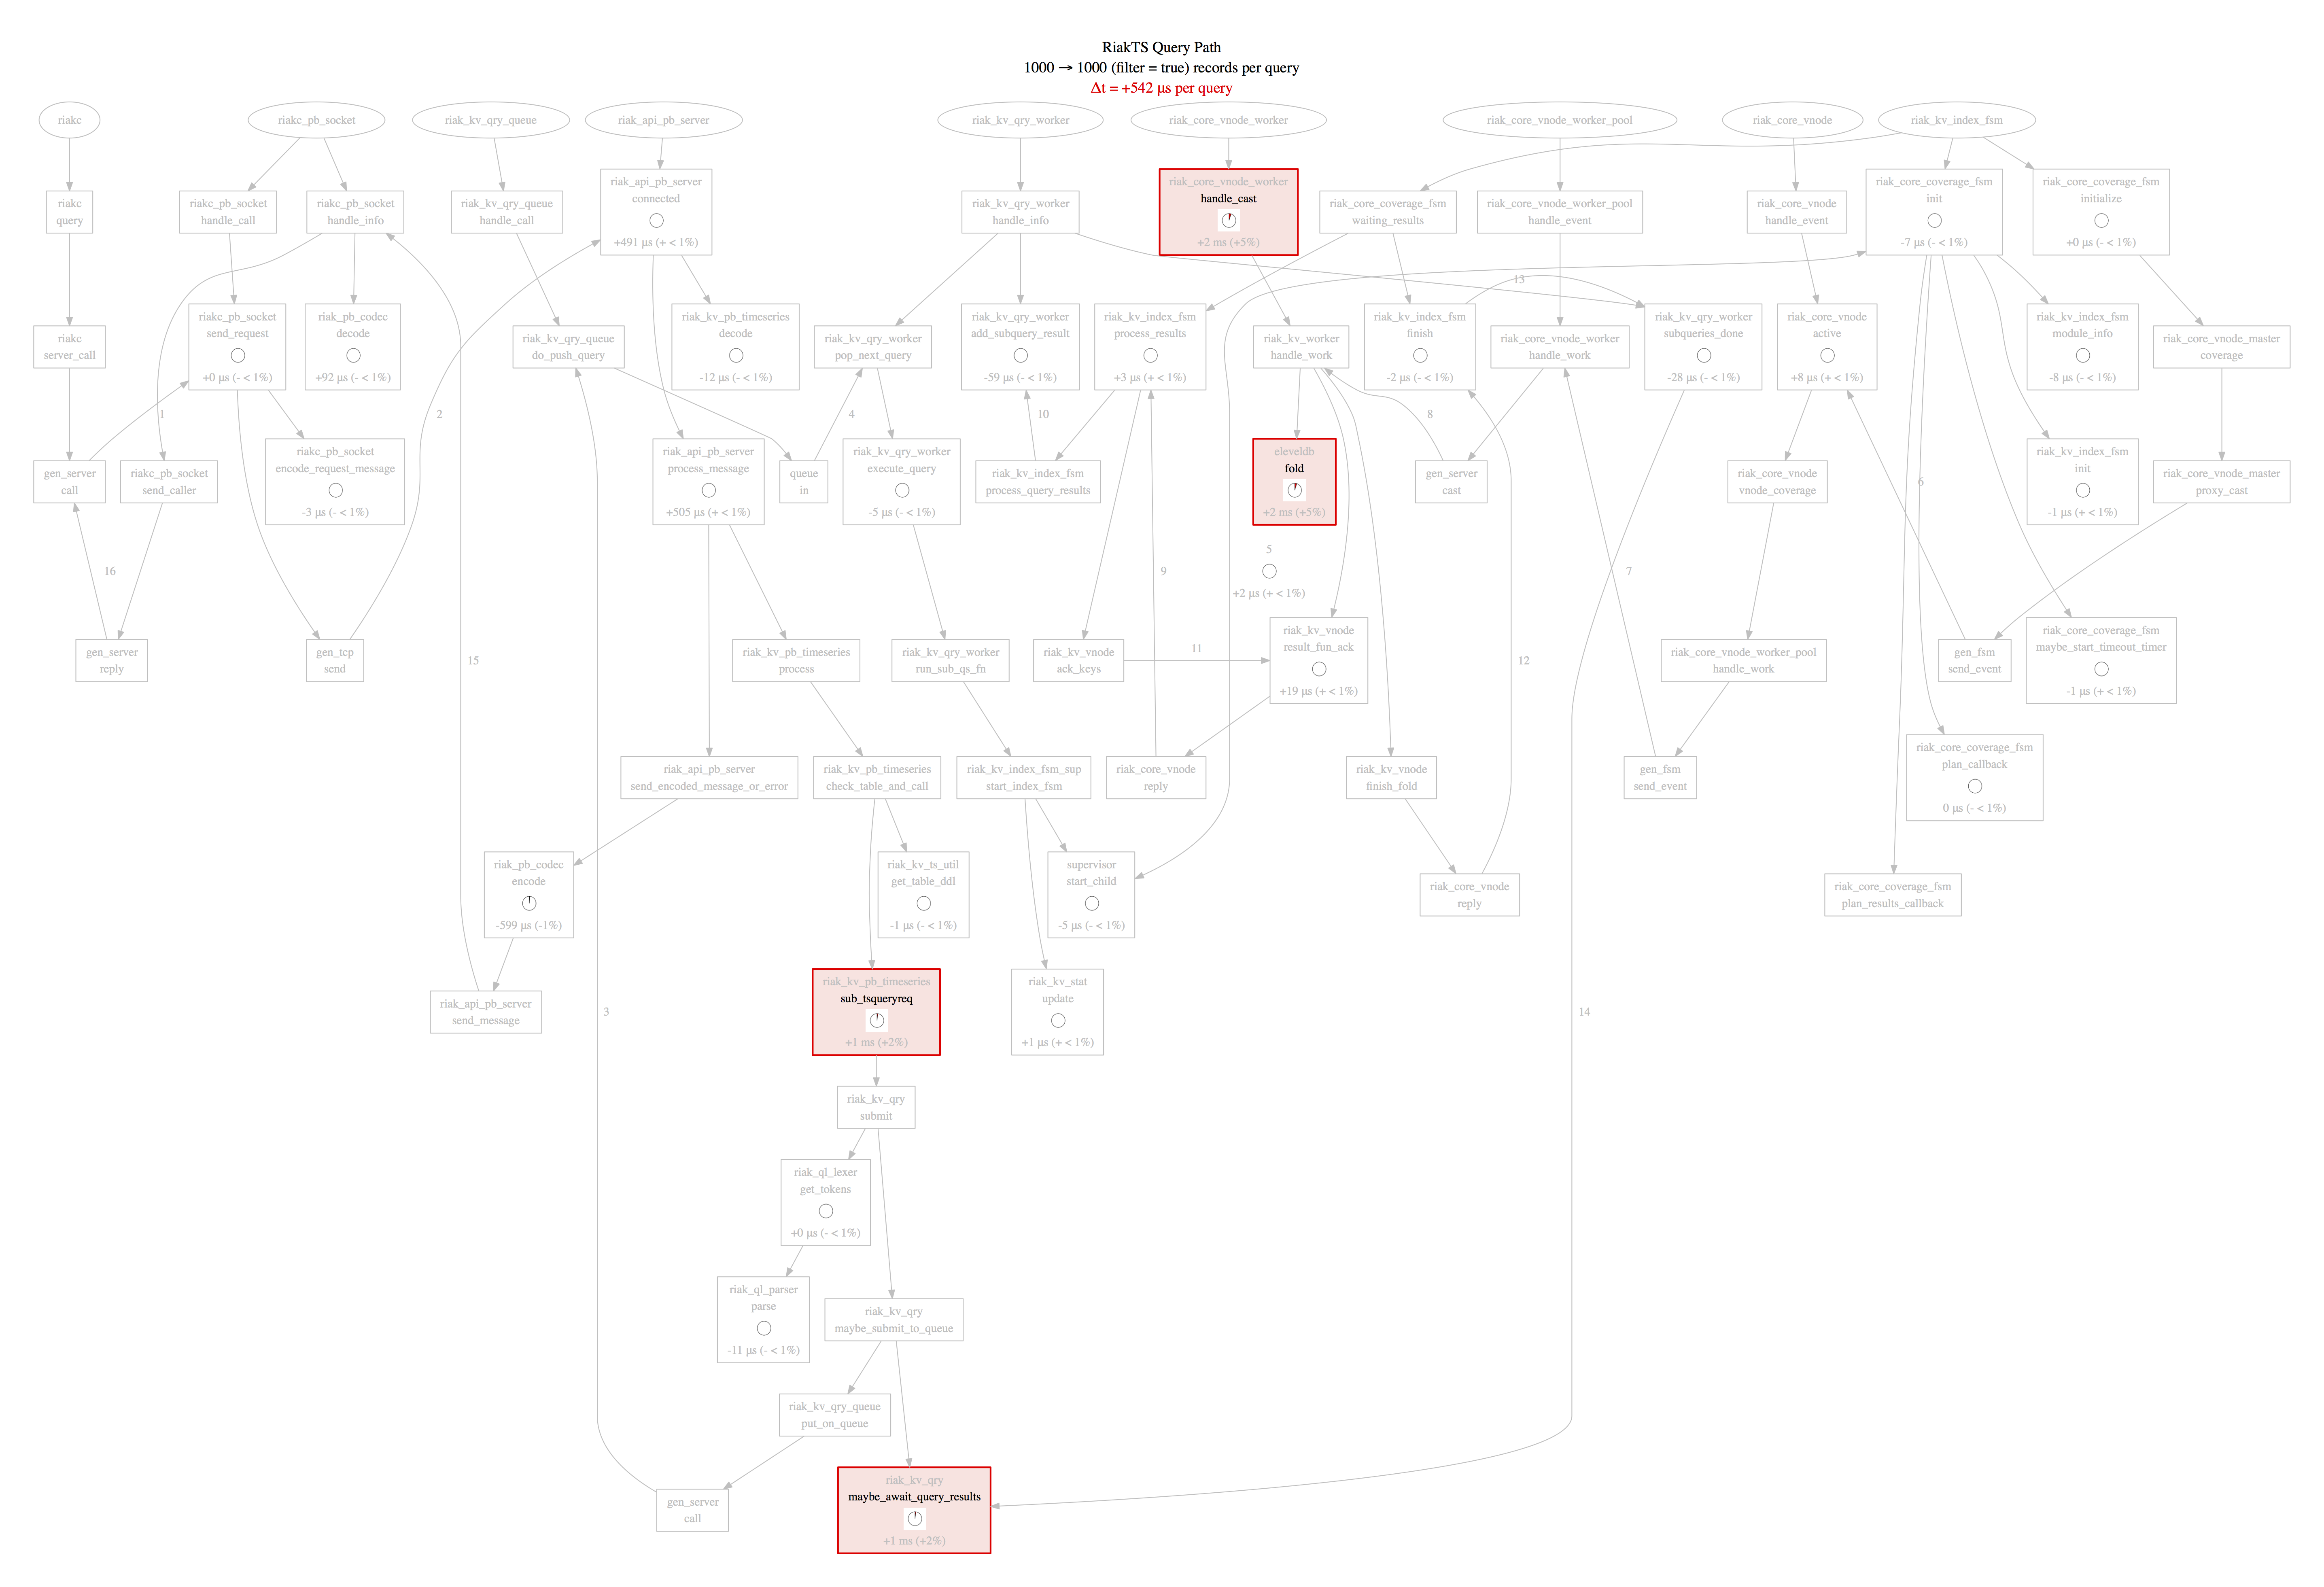 RiakTS Query Path
1000 → 1000 (filter = true) records per query
Δt = +542 μs per query
riakc
riakc_pb_socket
riak_kv_qry_queue
riak_api_pb_server
riak_kv_qry_worker
riak_core_vnode_worker
riak_core_vnode_worker_pool
riak_core_vnode
riak_kv_index_fsm
riakc
query
riakc_pb_socket
handle_call
riakc_pb_socket
handle_info
riak_kv_qry_queue
handle_call
riak_api_pb_server
connected
+491 μs (+ < 1%)
riak_kv_qry_worker
handle_info
riak_core_vnode_worker
handle_cast
+2 ms (+5%)
riak_core_coverage_fsm
waiting_results
riak_core_vnode_worker_pool
handle_event
riak_core_vnode
handle_event
riak_core_coverage_fsm
init
-7 μs (- < 1%)
riak_core_coverage_fsm
initialize
+0 μs (- < 1%)
13
riakc
server_call
riakc_pb_socket
send_request
+0 μs (- < 1%)
riak_pb_codec
decode
+92 μs (- < 1%)
riak_kv_qry_queue
do_push_query
riak_kv_pb_timeseries
decode
-12 μs (- < 1%)
riak_kv_qry_worker
pop_next_query
riak_kv_qry_worker
add_subquery_result
-59 μs (- < 1%)
riak_kv_index_fsm
process_results
+3 μs (+ < 1%)
riak_kv_worker
handle_work
riak_kv_index_fsm
finish
-2 μs (- < 1%)
riak_core_vnode_worker
handle_work
riak_kv_qry_worker
subqueries_done
-28 μs (- < 1%)
riak_core_vnode
active
+8 μs (+ < 1%)
riak_kv_index_fsm
module_info
-8 μs (- < 1%)
riak_core_vnode_master
coverage
1
2
4
10
8
gen_server
call
riakc_pb_socket
send_caller
riakc_pb_socket
encode_request_message
-3 μs (- < 1%)
riak_api_pb_server
process_message
+505 μs (+ < 1%)
queue
in
riak_kv_qry_worker
execute_query
-5 μs (- < 1%)
riak_kv_index_fsm
process_query_results
eleveldb
fold
+2 ms (+5%)
gen_server
cast
riak_core_vnode
vnode_coverage
6
riak_kv_index_fsm
init
-1 μs (+ < 1%)
riak_core_vnode_master
proxy_cast
16
9
5
+2 μs (+ < 1%)
7
gen_server
reply
gen_tcp
send
15
riak_kv_pb_timeseries
process
riak_kv_qry_worker
run_sub_qs_fn
riak_kv_vnode
ack_keys
11
riak_kv_vnode
result_fun_ack
+19 μs (+ < 1%)
12
riak_core_vnode_worker_pool
handle_work
gen_fsm
send_event
riak_core_coverage_fsm
maybe_start_timeout_timer
-1 μs (+ < 1%)
riak_api_pb_server
send_encoded_message_or_error
riak_kv_pb_timeseries
check_table_and_call
riak_kv_index_fsm_sup
start_index_fsm
riak_core_vnode
reply
riak_kv_vnode
finish_fold
gen_fsm
send_event
riak_core_coverage_fsm
plan_callback
0 μs (- < 1%)
riak_pb_codec
encode
-599 μs (-1%)
riak_kv_ts_util
get_table_ddl
-1 μs (- < 1%)
supervisor
start_child
-5 μs (- < 1%)
riak_core_vnode
reply
riak_core_coverage_fsm
plan_results_callback
riak_api_pb_server
send_message
3
riak_kv_pb_timeseries
sub_tsqueryreq
+1 ms (+2%)
riak_kv_stat
update
+1 μs (+ < 1%)
14
riak_kv_qry
submit
riak_ql_lexer
get_tokens
+0 μs (- < 1%)
riak_ql_parser
parse
-11 μs (- < 1%)
riak_kv_qry
maybe_submit_to_queue
riak_kv_qry_queue
put_on_queue
gen_server
call
riak_kv_qry
maybe_await_query_results
+1 ms (+2%)